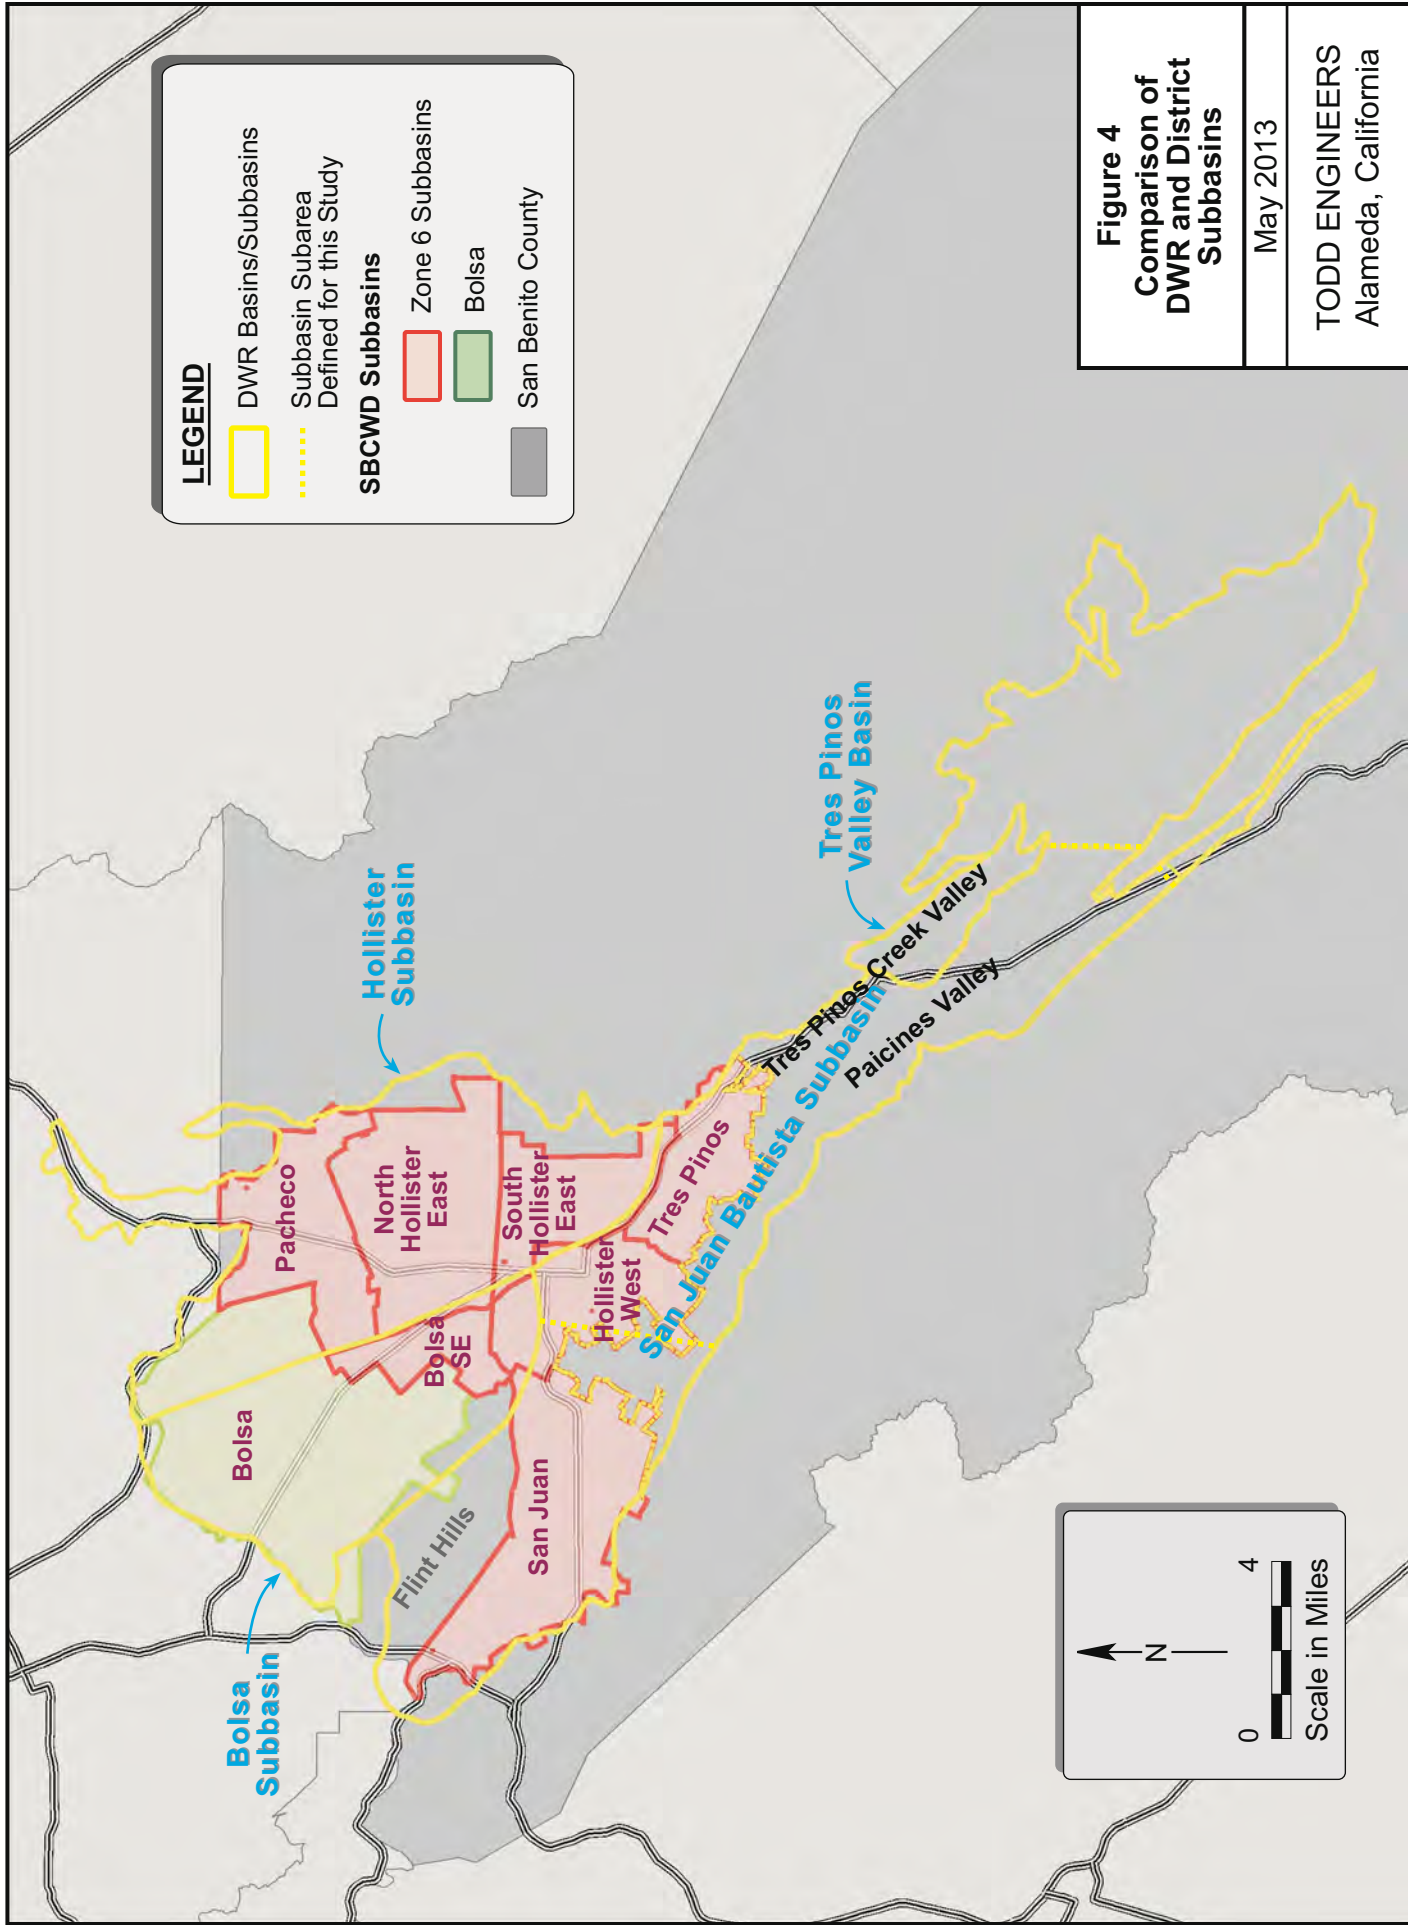 LEGEND
DWR Basins/Subbasins
Subbasin Subarea
Defined for this Study
SBCWD Subbasins
Zone 6 Subbasins
Bolsa
San Benito County
Bolsa
Subbasin
Hollister
Subbasin
Tres Pinos
Valley Basin
San Juan Bautista Subbasin
Pacheco
North
Hollister
East
South
Hollister
East
Bolsa
Bolsa
SE
Hollister
West
Tres Pinos
San Juan
Flint Hills
Tres Pinos Creek Valley
Paicines Valley
N
0 4
Scale in Miles
Figure 4
Comparison of
DWR and District
Subbasins
May 2013
TODD ENGINEERS
Alameda, California